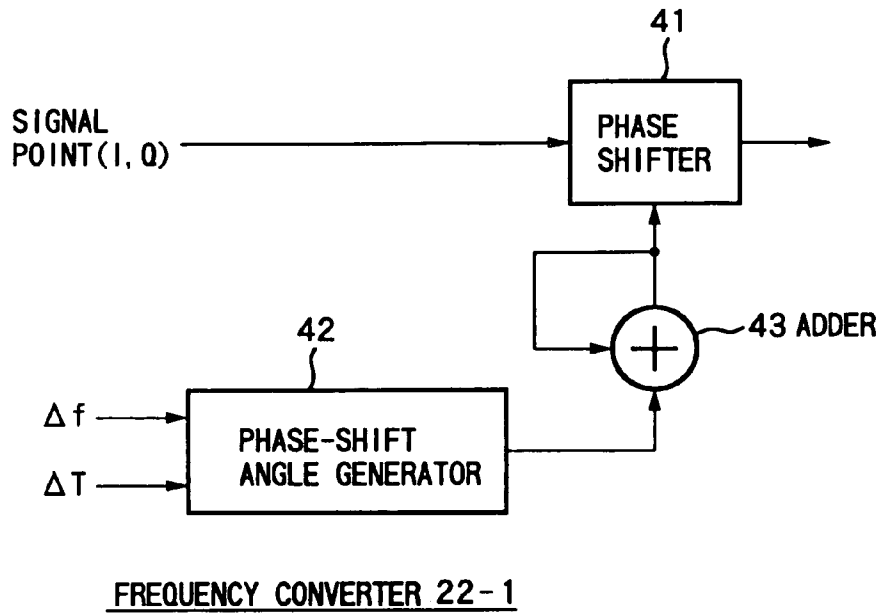 41
SIGNAL
POINT(I,Q)
PHASE
SHIFTER
43 ADDER
42
Δf
ΔT
PHASE-SHIFT
ANGLE GENERATOR
FREQUENCY CONVERTER 22-1